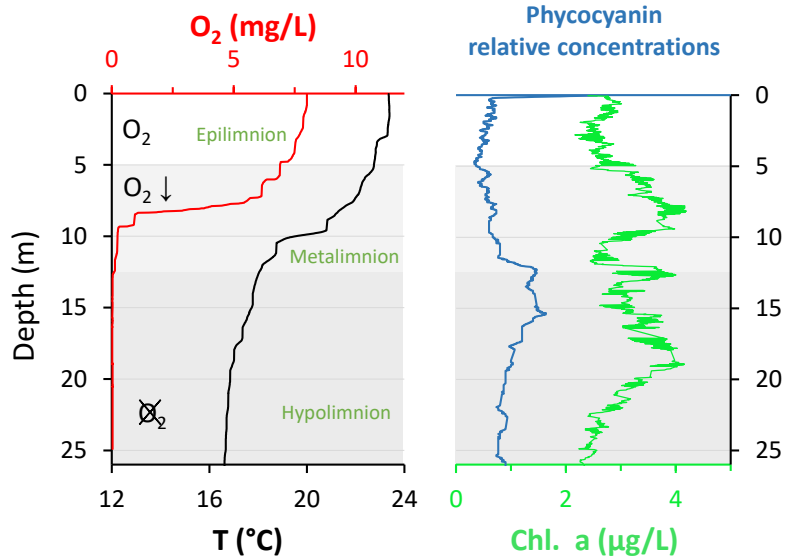 O₂ (mg/L)
0 5 10
0
5
10
15
20
25
Depth (m)
O₂
Epilimnion
O₂ ↓
Metalimnion
O₂
Hypolimnion
12 16 20 24
T (°C)
Phycocyanin
relative concentrations
0
5
10
15
20
25
0 2 4
Chl. a (µg/L)